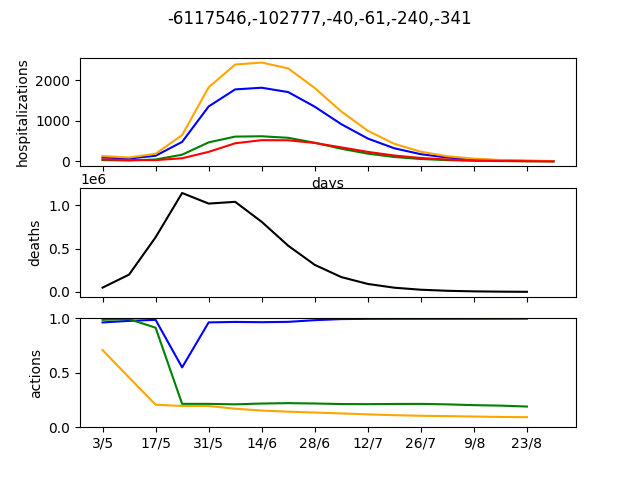 -6117546,-102777,-40,-61,-240,-341
hospitalizations
2000
1000
0
days
1e6
deaths
1.0
0.5
0.0
actions
1.0
0.5
0.0
3/5 17/5 31/5 14/6 28/6 12/7 26/7 9/8 23/8